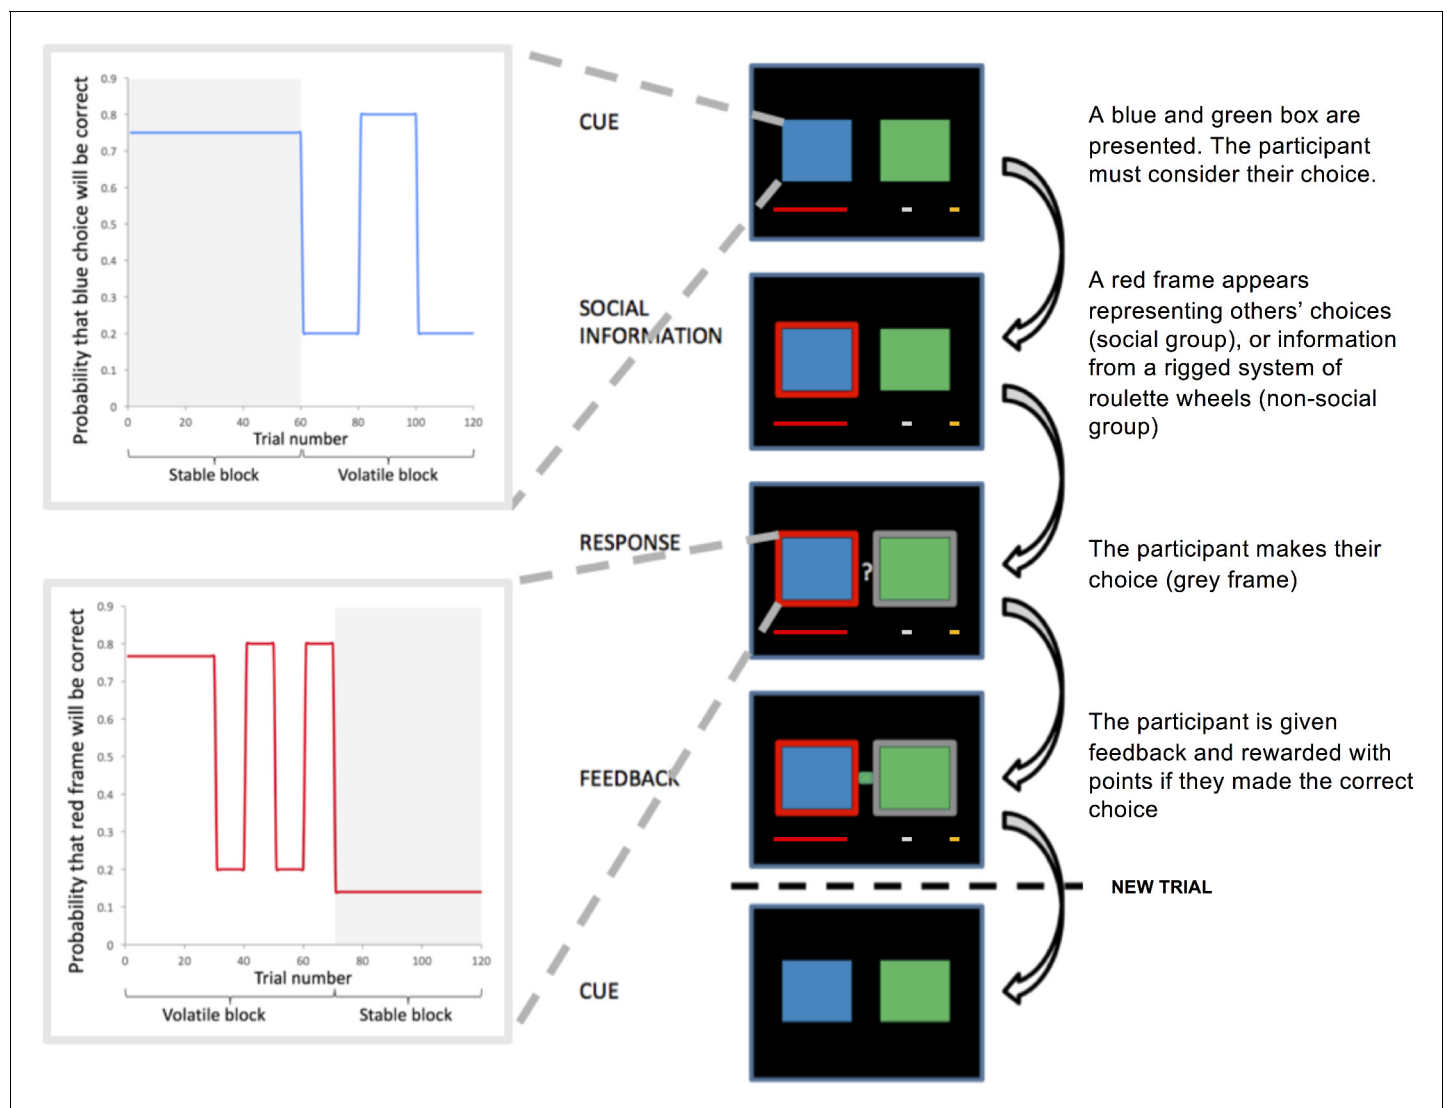 Probability that blue choice will be correct
0.9
0.8
0.7
0.6
0.5
0.4
0.3
0.2
0.1
0
0
20
40
60
80
100
120
Trial number
Stable block
Volatile block
CUE
A blue and green box are
presented. The participant
must consider their choice.
SOCIAL
INFORMATION
A red frame appears
representing others’ choices
(social group), or information
from a rigged system of
roulette wheels (non-social
group)
RESPONSE
?
The participant makes their
choice (grey frame)
Probability that red frame will be correct
0.9
0.8
0.7
0.6
0.5
0.4
0.3
0.2
0.1
0
0
20
40
60
80
100
120
Trial number
Volatile block
Stable block
FEEDBACK
The participant is given
feedback and rewarded with
points if they made the correct
choice
NEW TRIAL
CUE